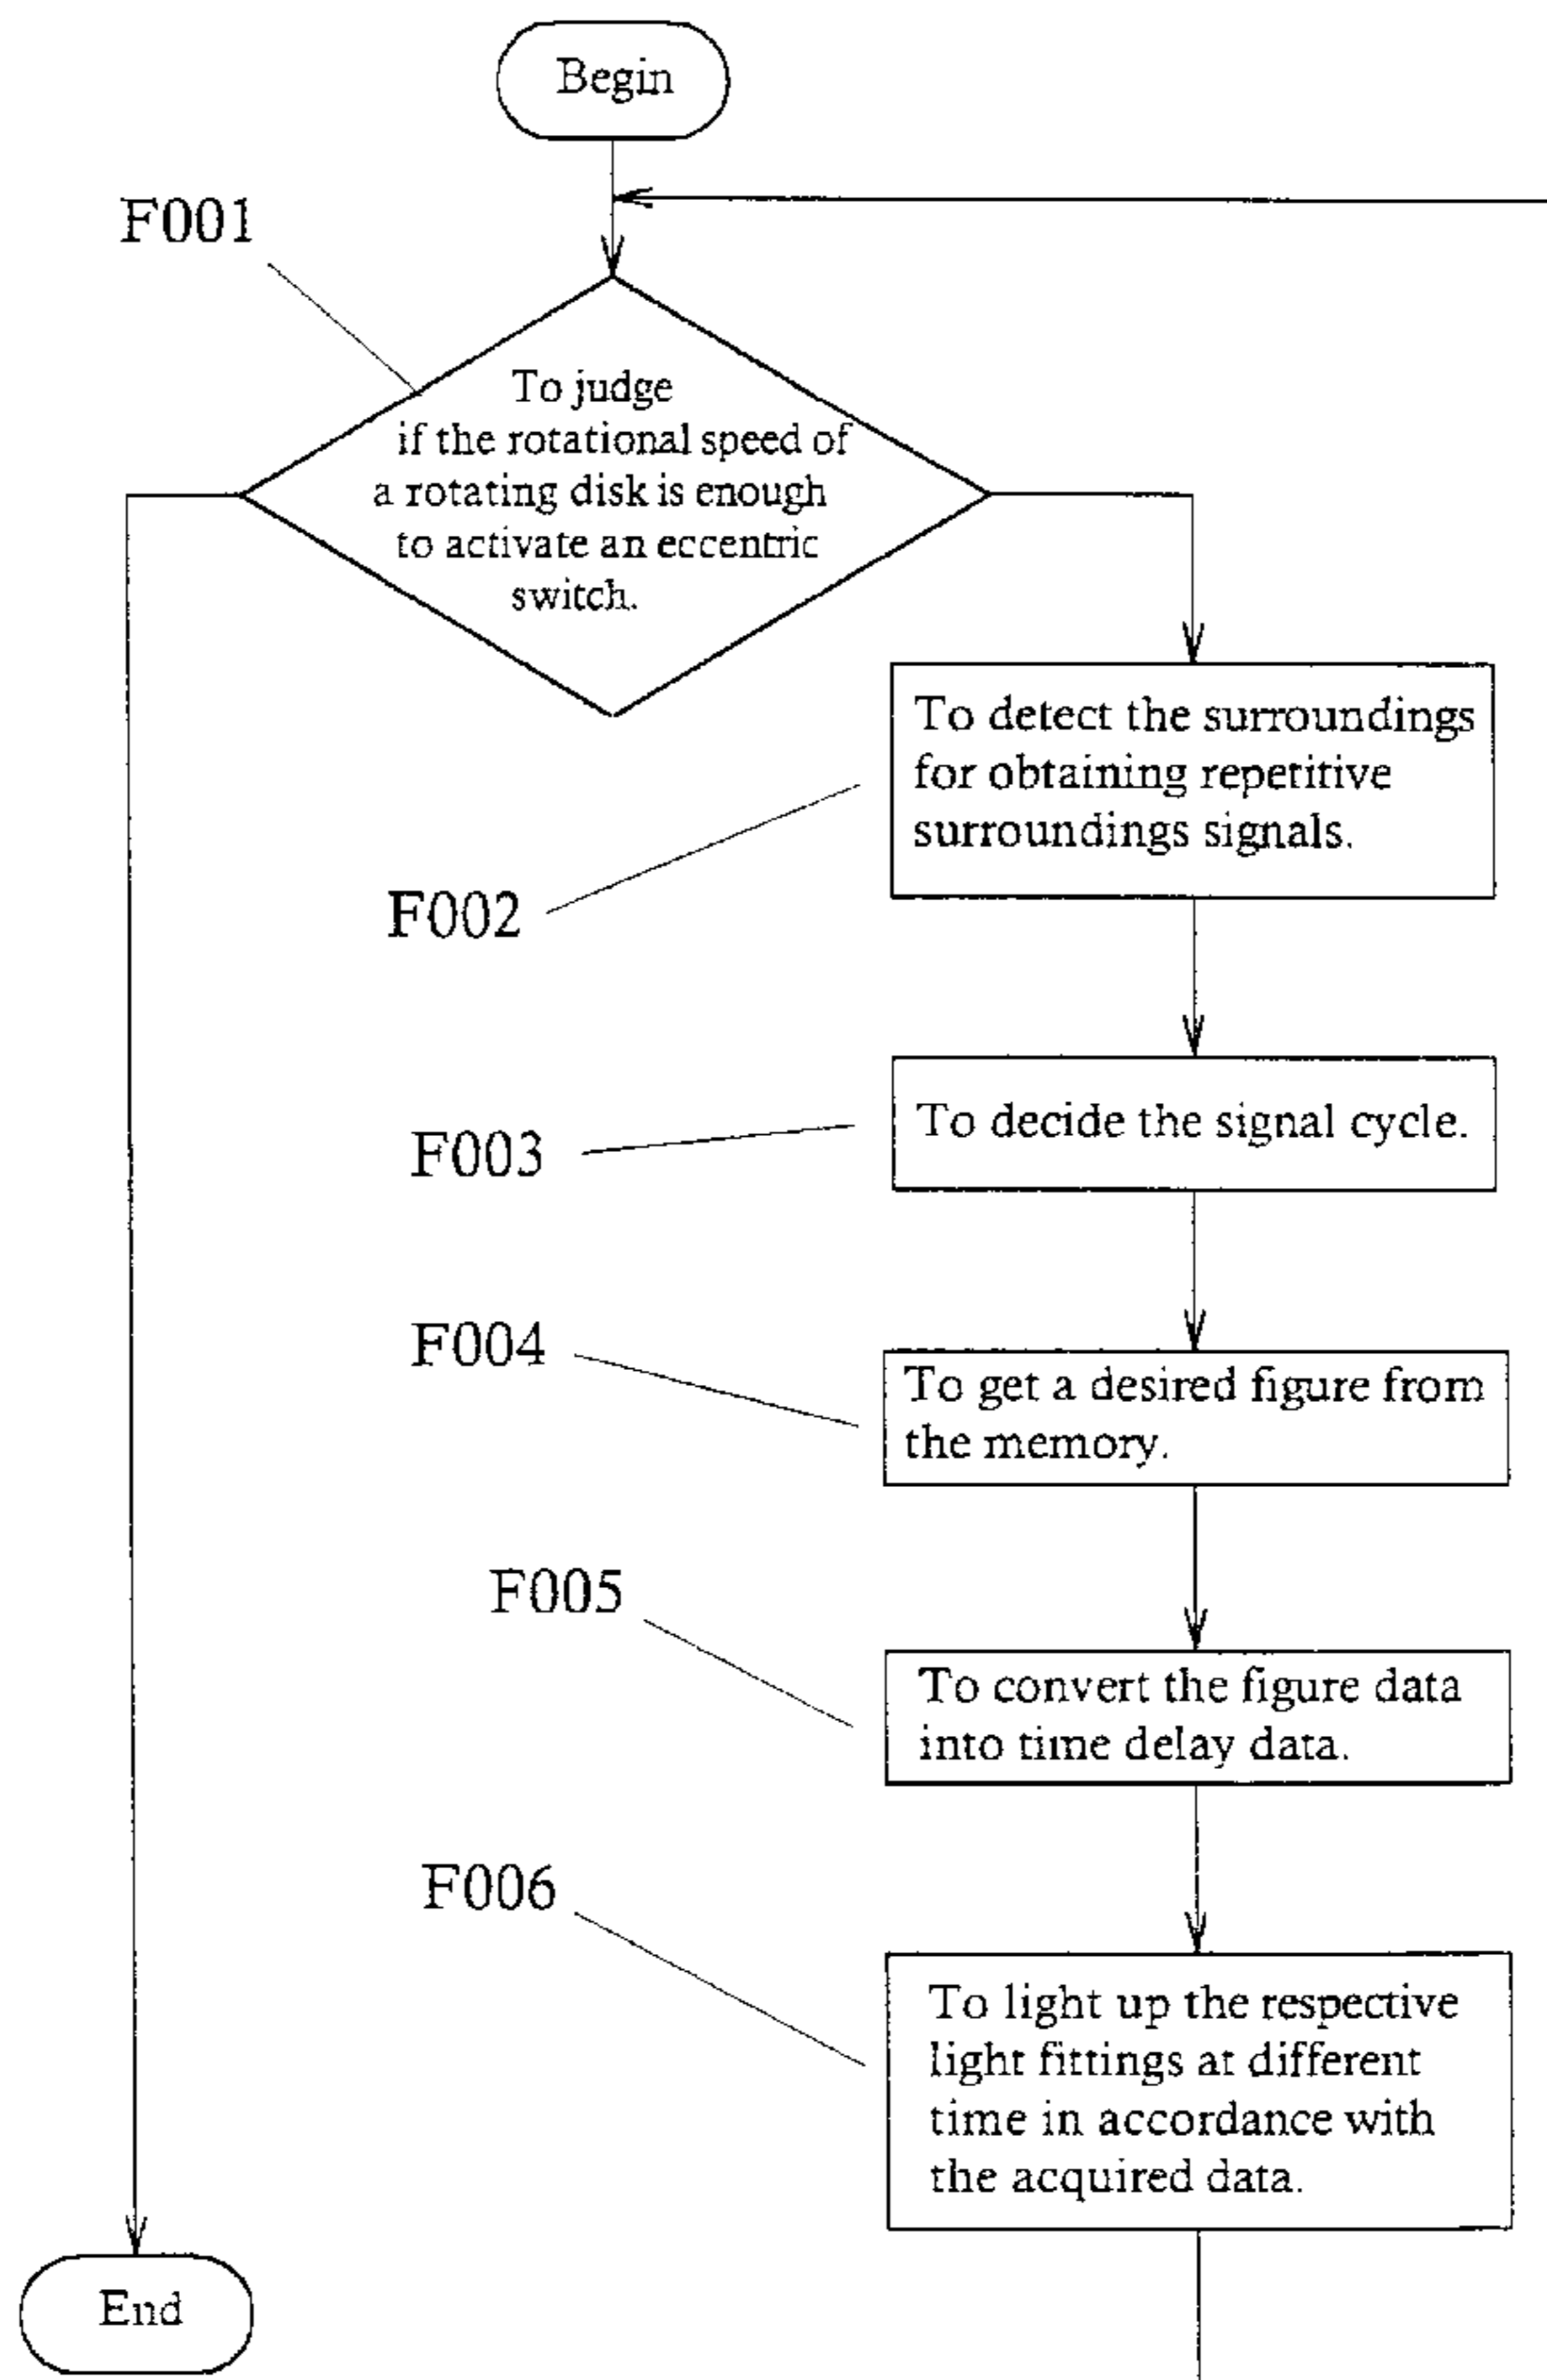 Begin
F001
To judge
if the rotational speed of
a rotating disk is enough
to activate an eccentric
switch.
To detect the surroundings
for obtaining repetitive
surroundings signals.
F002
To decide the signal cycle.
F003
F004
To get a desired figure from
the memory.
F005
To convert the figure data
into time delay data.
F006
To light up the respective
light fittings at different
time in accordance with
the acquired data.
End